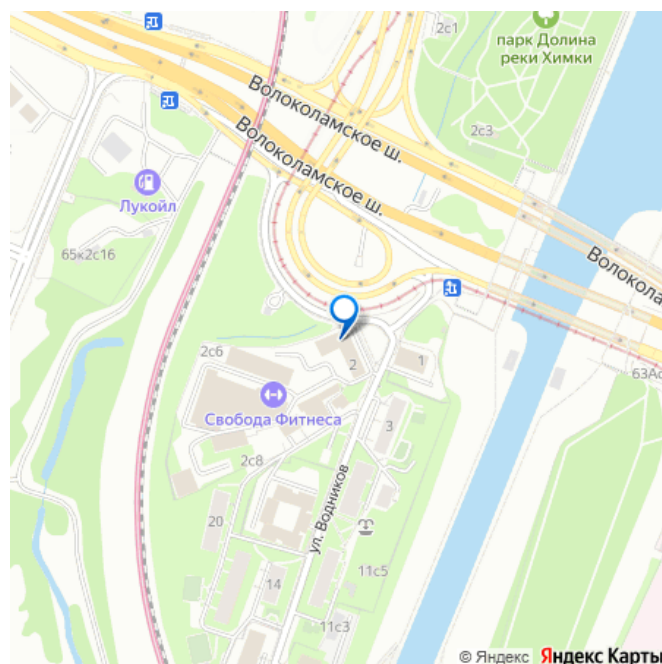 2с1
парк Долина
реки Химки
Волоколамское ш.
2с3
Волоколамское ш.
Лукойл
65к2с16
Волокола
2с6
2
1
63Ас
Свобода Фитнеса
3
2с8
ул. Водников
20
11с5
14
11с3
© Яндекс Яндекс Карты